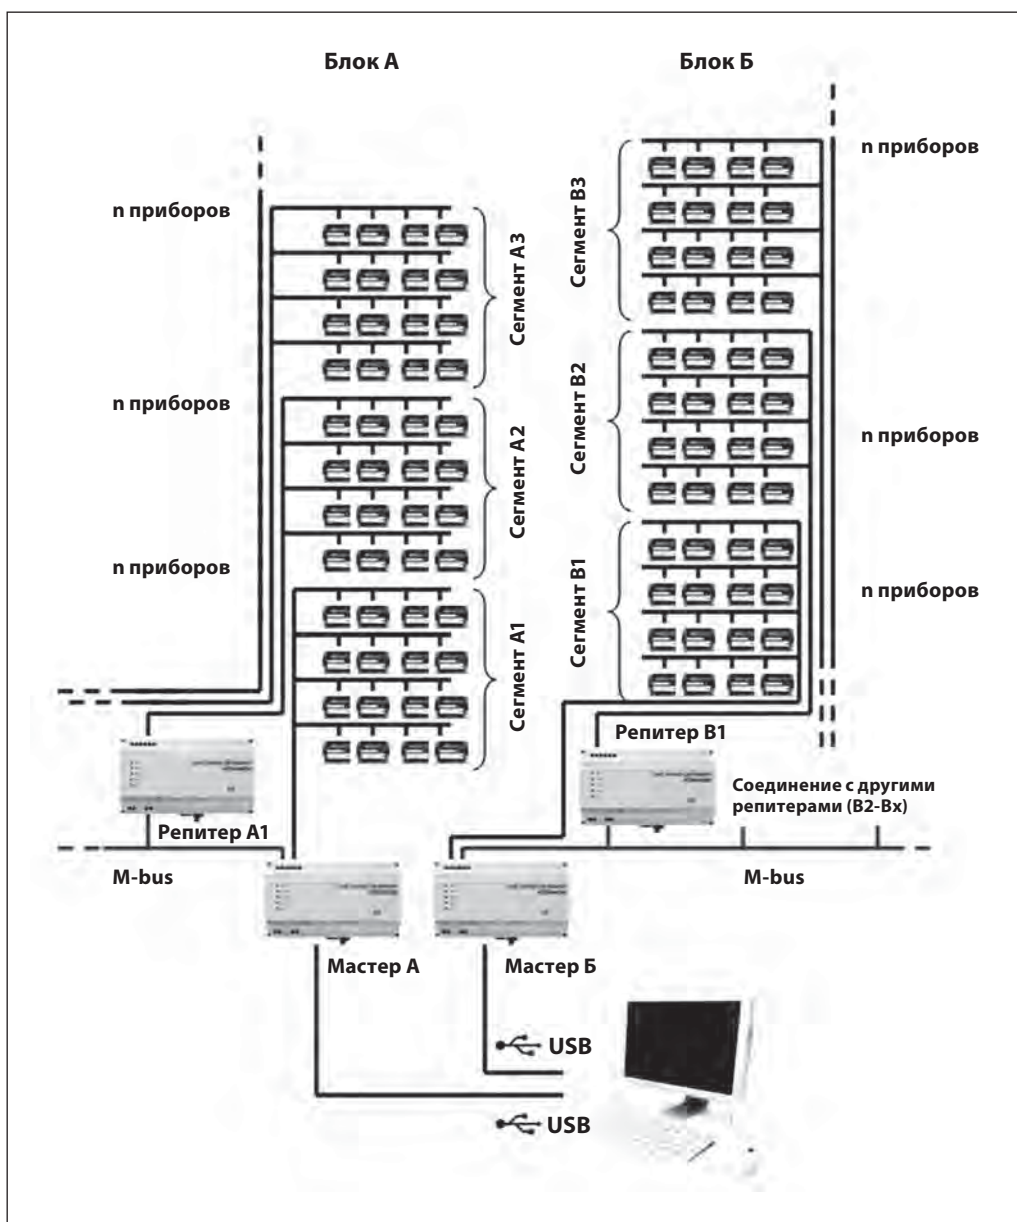 Блок А
Блок Б
n приборов
n приборов
Сегмент А3
Сегмент В3
n приборов
Сегмент А2
Сегмент В2
n приборов
n приборов
Сегмент А1
Сегмент В1
n приборов
Репитер В1
Соединение с другими
репитерами (В2-Вх)
Репитер А1
M-bus
M-bus
Мастер А
Мастер Б
USB
USB